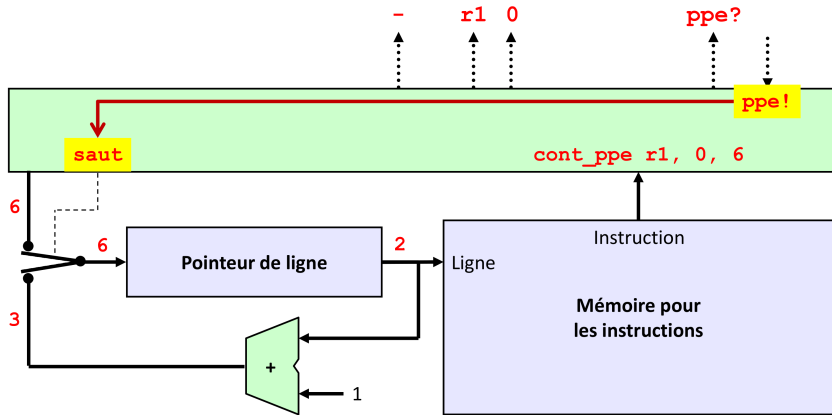 - r1 0 ppe?
ppe!
saut
cont_ppe r1, 0, 6
6
6
2
Instruction
Pointeur de ligne
Ligne
3
Mémoire pour
les instructions
+
1